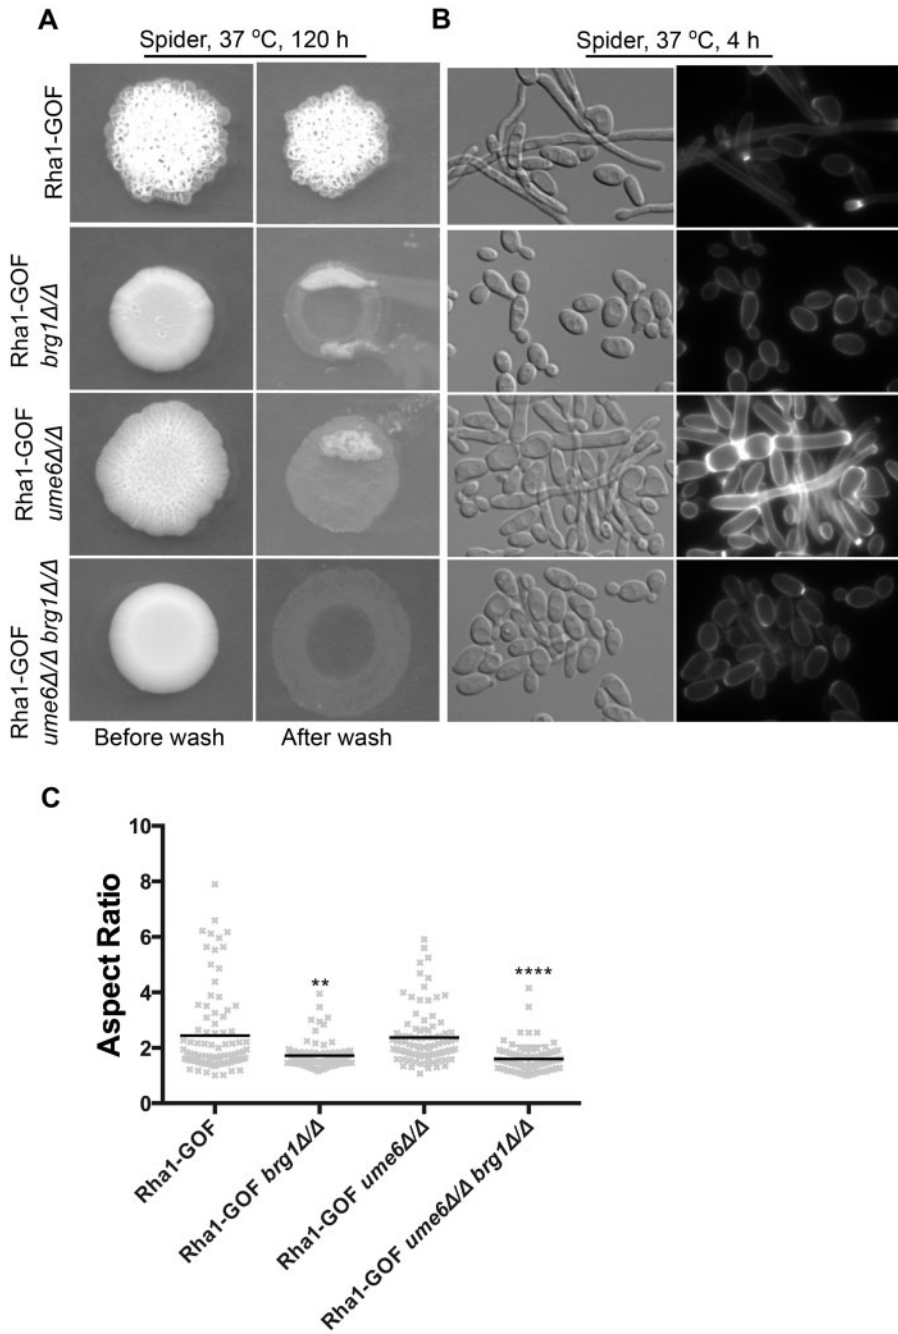 A
B
Spider, 37 ºC, 120 h
Spider, 37 ºC, 4 h
Rha1-GOF
Rha1-GOF
brg1Δ/Δ
Rha1-GOF
ume6Δ/Δ
Rha1-GOF
ume6Δ/Δ brg1Δ/Δ
Before wash
After wash
C
Aspect Ratio
10
8
6
4
2
0
**
****
Rha1-GOF
Rha1-GOF brg1Δ/Δ
Rha1-GOF ume6Δ/Δ
Rha1-GOF ume6Δ/Δ brg1Δ/Δ